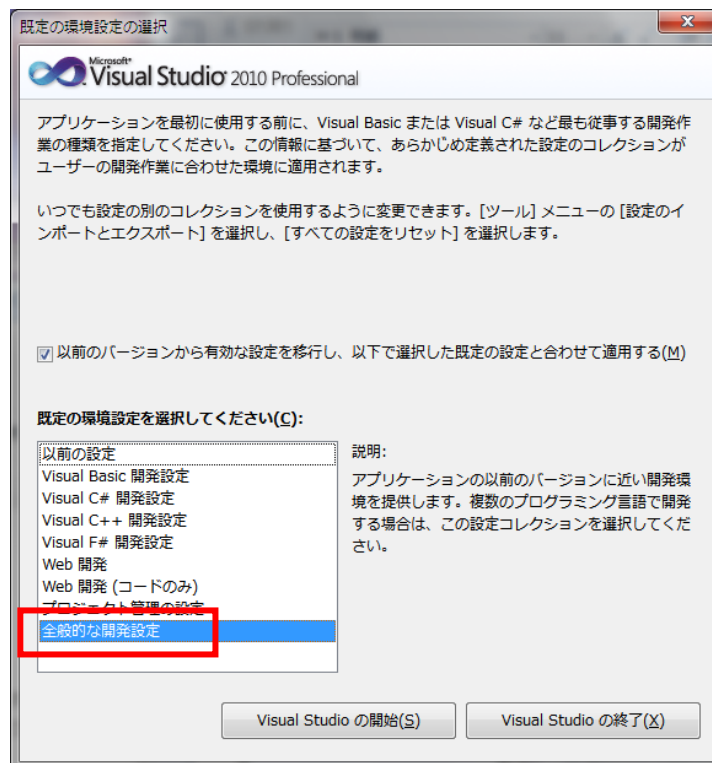 既定の環境設定の選択
Microsoft
Visual Studio 2010 Professional
アプリケーションを最初に使用する前に、Visual Basic または Visual C# など最も従事する開発作
業の種類を指定してください。この情報に基づいて、あらかじめ定義された設定のコレクションが
ユーザーの開発作業に合わせた環境に適用されます。
いつでも設定の別のコレクションを使用するように変更できます。[ツール] メニューの [設定のイ
ンポートとエクスポート] を選択し、[すべての設定をリセット] を選択します。
以前のバージョンから有効な設定を移行し、以下で選択した既定の設定と合わせて適用する(M)
既定の環境設定を選択してください(C):
以前の設定
Visual Basic 開発設定
Visual C# 開発設定
Visual C++ 開発設定
Visual F# 開発設定
Web 開発
Web 開発 (コードのみ)
プロジェクト管理の設定
全般的な開発設定
説明:
アプリケーションの以前のバージョンに近い開発環
境を提供します。複数のプログラミング言語で開発
する場合は、この設定コレクションを選択してくだ
さい。
Visual Studio の開始(S)
Visual Studio の終了(X)